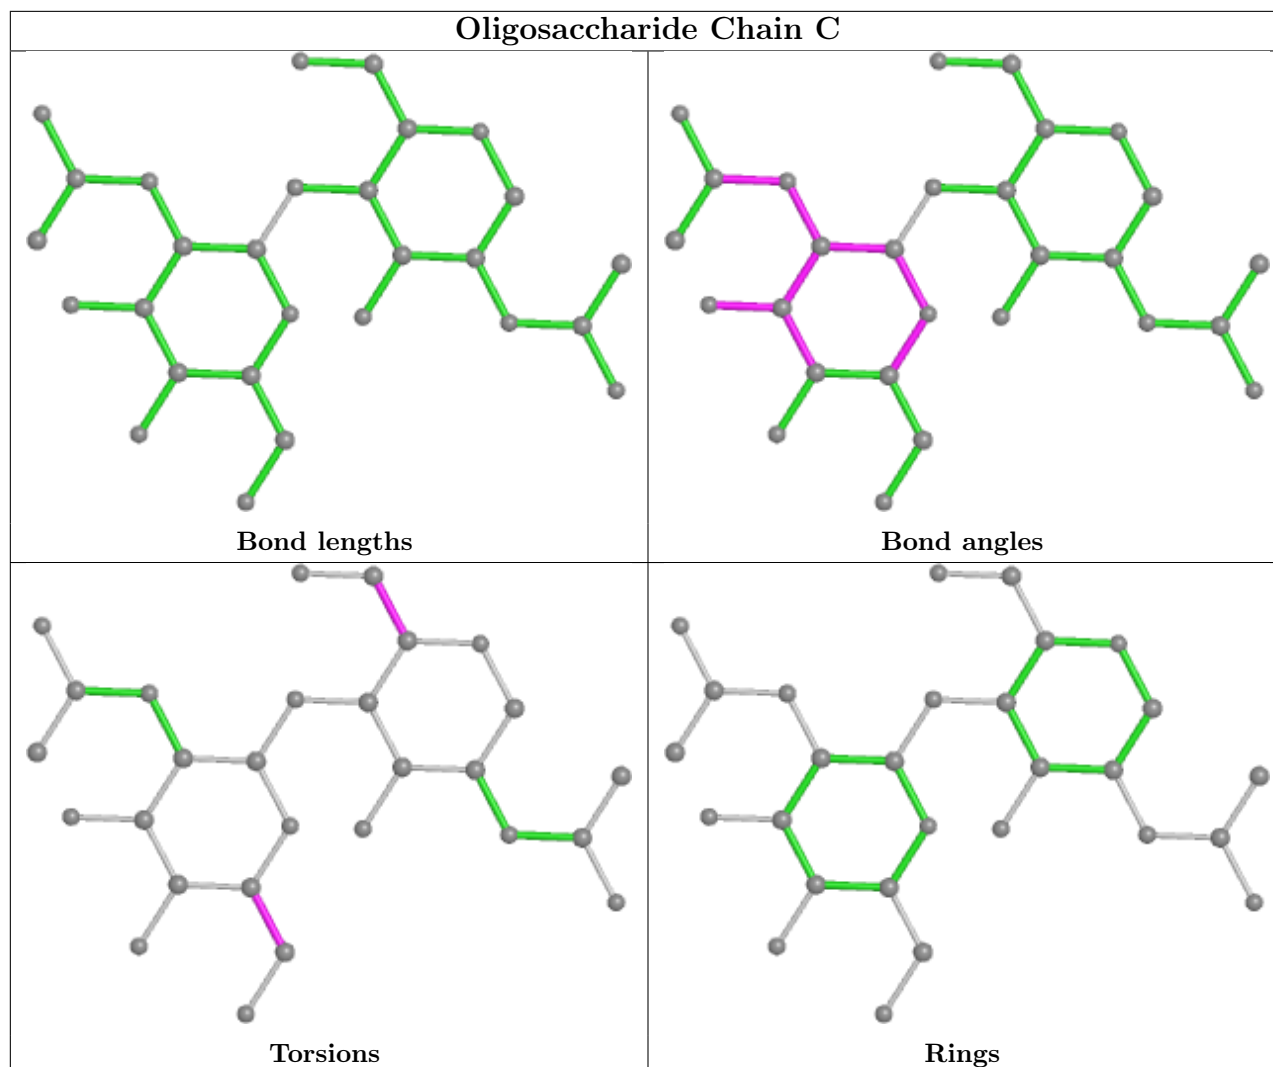 Oligosaccharide Chain C
Bond lengths
Bond angles
Torsions
Rings